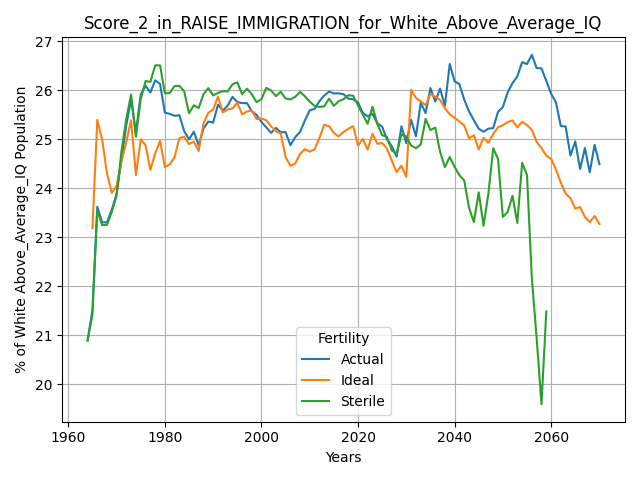 Score_2_in_RAISE_IMMIGRATION_for_White_Above_Average_IQ
% of White Above_Average_IQ Population
27
26
25
24
23
22
21
20
Fertility
Actual
Ideal
Sterile
1960
1980
2000
2020
2040
2060
Years